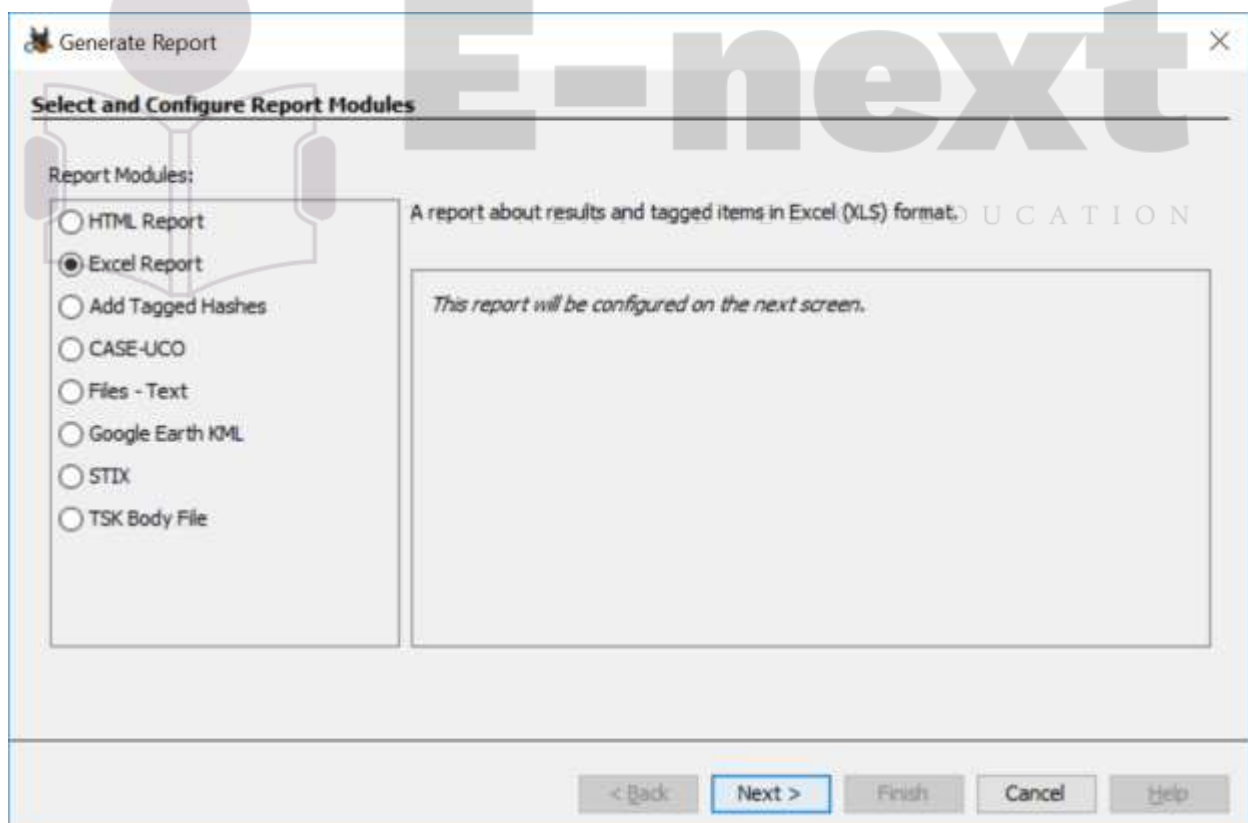 Generate Report
E-next
Select and Configure Report Modules
Report Modules:
HTML Report
Excel Report
Add Tagged Hashes
CASE-UCO
Files - Text
Google Earth KML
STIX
TSK Body File
A report about results and tagged items in Excel (XLS) format.
EDUCATION
This report will be configured on the next screen.
< Back
Next >
Finish
Cancel
Help